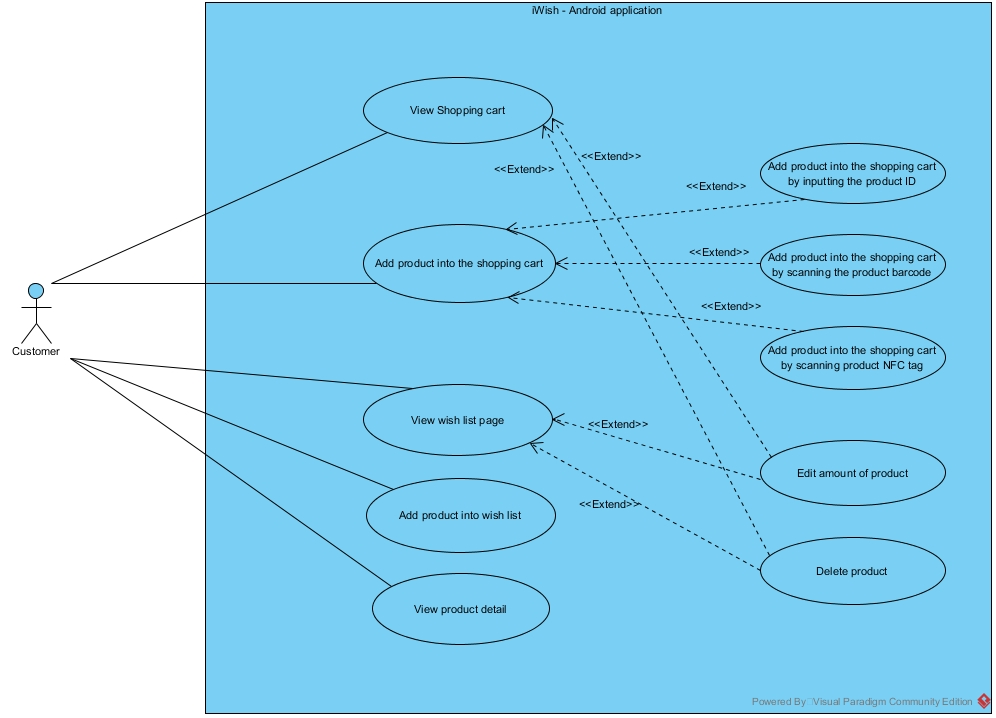 iWish - Android application
View Shopping cart
<<Extend>>
<<Extend>>
Add product into the shopping cart
by inputting the product ID
<<Extend>>
Add product into the shopping cart
<<Extend>>
Add product into the shopping cart
by scanning the product barcode
<<Extend>>
Add product into the shopping cart
by scanning product NFC tag
Customer
View wish list page
<<Extend>>
Edit amount of product
<<Extend>>
Add product into wish list
Delete product
View product detail
Powered By Visual Paradigm Community Edition